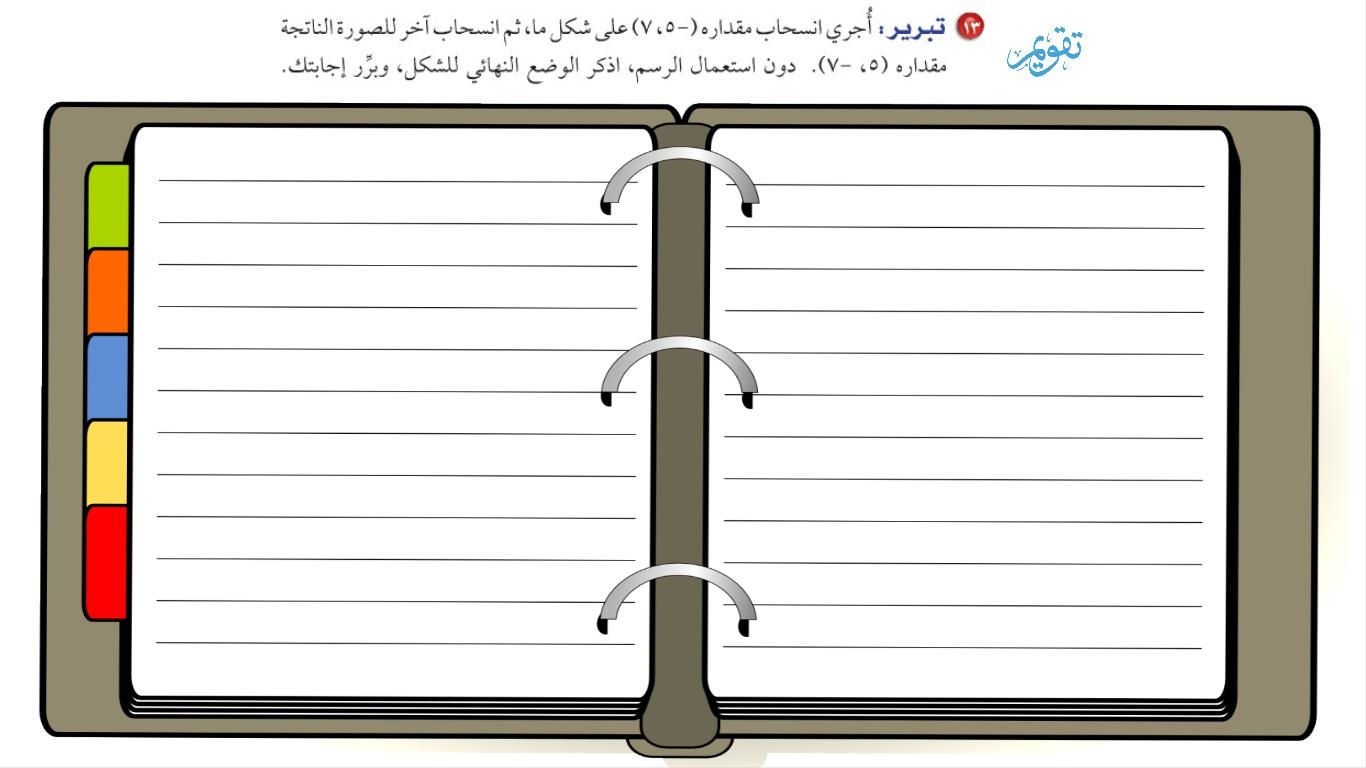 تقويم
١٣ تبرير: أُجري انسحاب مقداره (-٥، ٧) على شكل ما، ثم انسحاب آخر للصورة الناتجة
مقداره (٥، -٧). دون استعمال الرسم، اذكر الوضع النهائي للشكل، وبرِّر إجابتك.